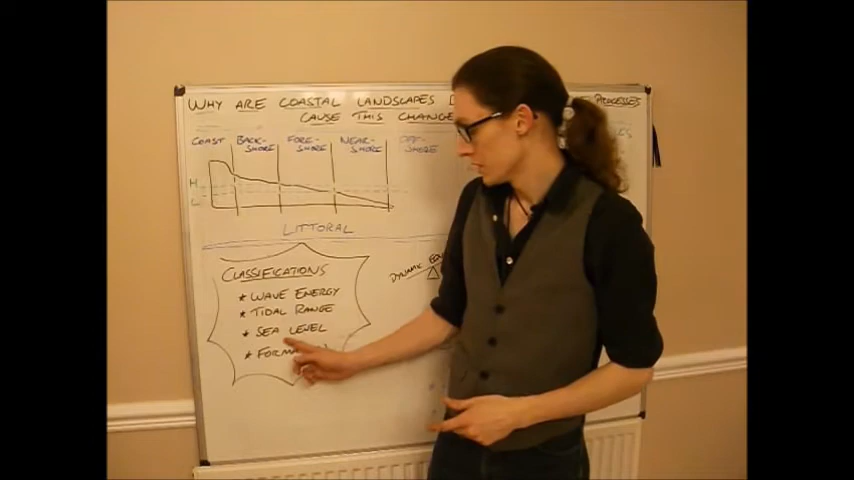 WHY ARE COASTAL LANDSCAPES PROCESSES
CAUSE THIS CHANGE
COAST BACK- FORE- NEAR- OFF-
SHORE SHORE SHORE SHORE
H
L
LITTORAL
CLASSIFICATIONS
* WAVE ENERGY
* TIDAL RANGE
* SEA LEVEL
DYNAMIC